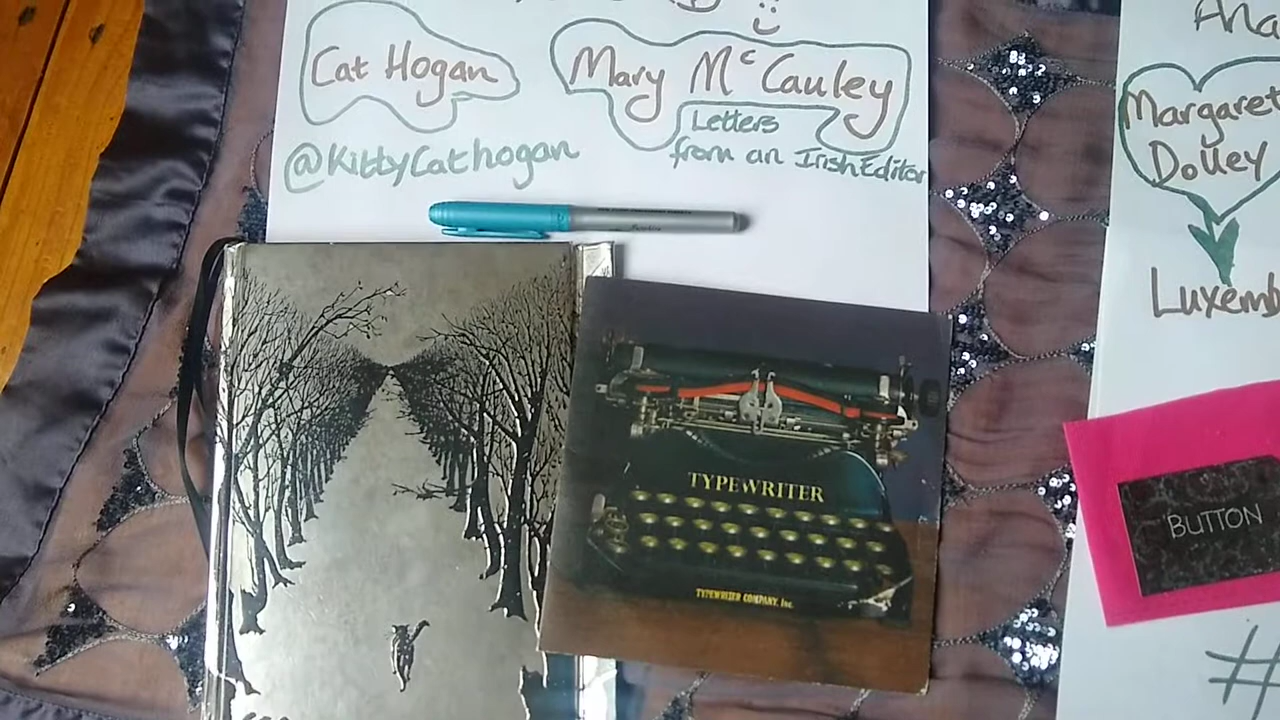 Cat Hogan
@KittyCathogan
Mary McCauley
Letters
from an Irish Editor
Margaret
Dolley
Luxemb
TYPEWRITER
TYPEWRITER COMPANY, Inc.
BUTTON
#